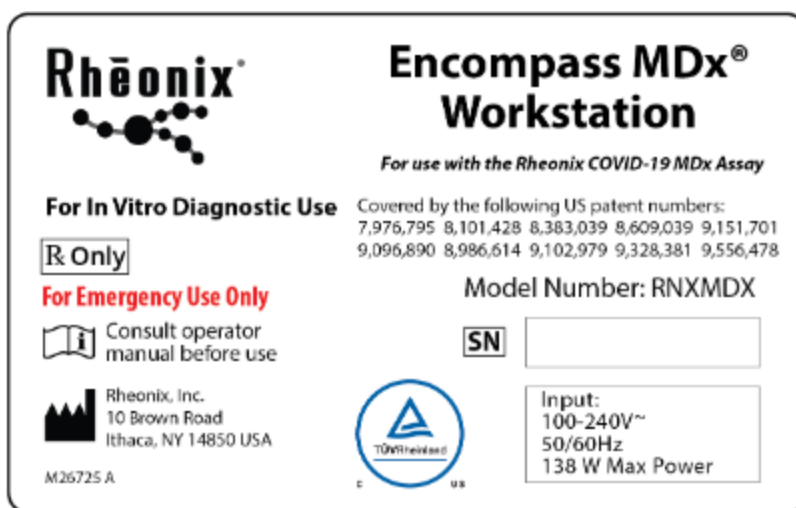 Rhēonix®
Encompass MDx®
Workstation
For use with the Rheonix COVID-19 MDx Assay
For In Vitro Diagnostic Use
Covered by the following US patent numbers:
7,976,795 8,101,428 8,383,039 8,609,039 9,151,701
9,096,890 8,986,614 9,102,979 9,328,381 9,556,478
℞ Only
For Emergency Use Only
Model Number: RNXMDX
Consult operator
manual before use
SN
Rheonix, Inc.
10 Brown Road
Ithaca, NY 14850 USA
M26725 A
TÜVRheinland
C US
Input:
100-240V~
50/60Hz
138 W Max Power